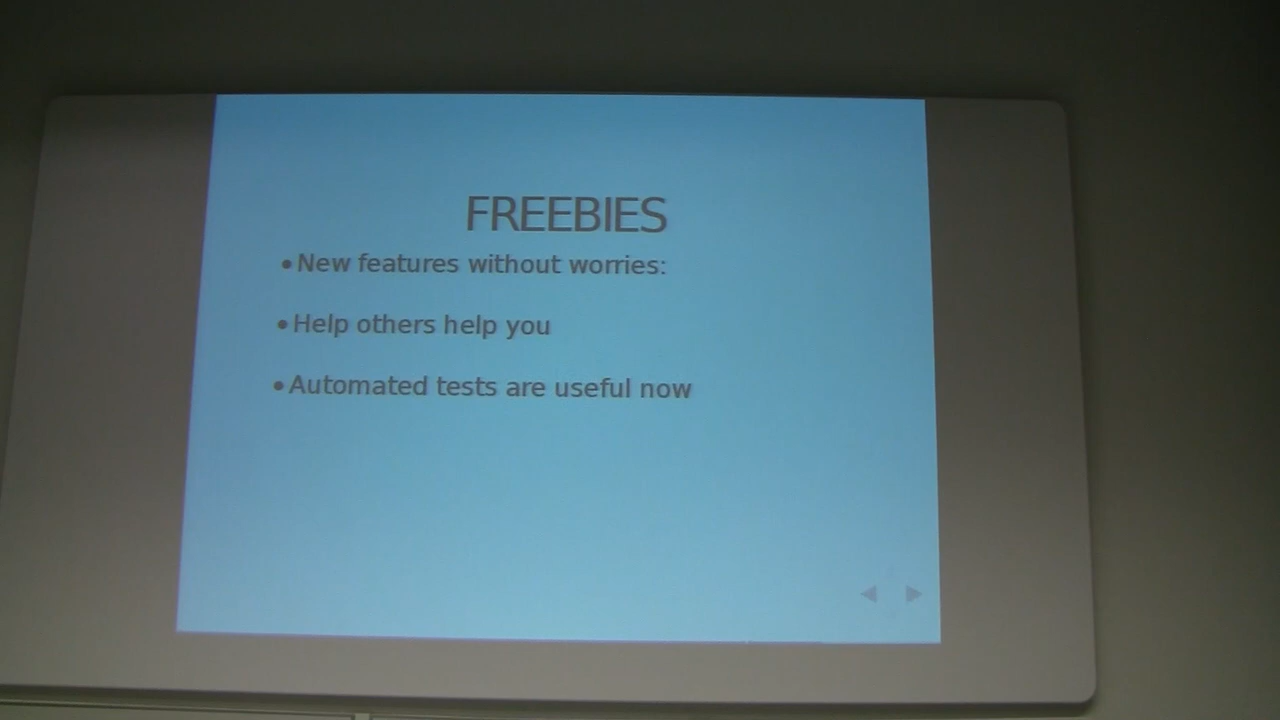 FREEBIES
•New features without worries:
•Help others help you
•Automated tests are useful now